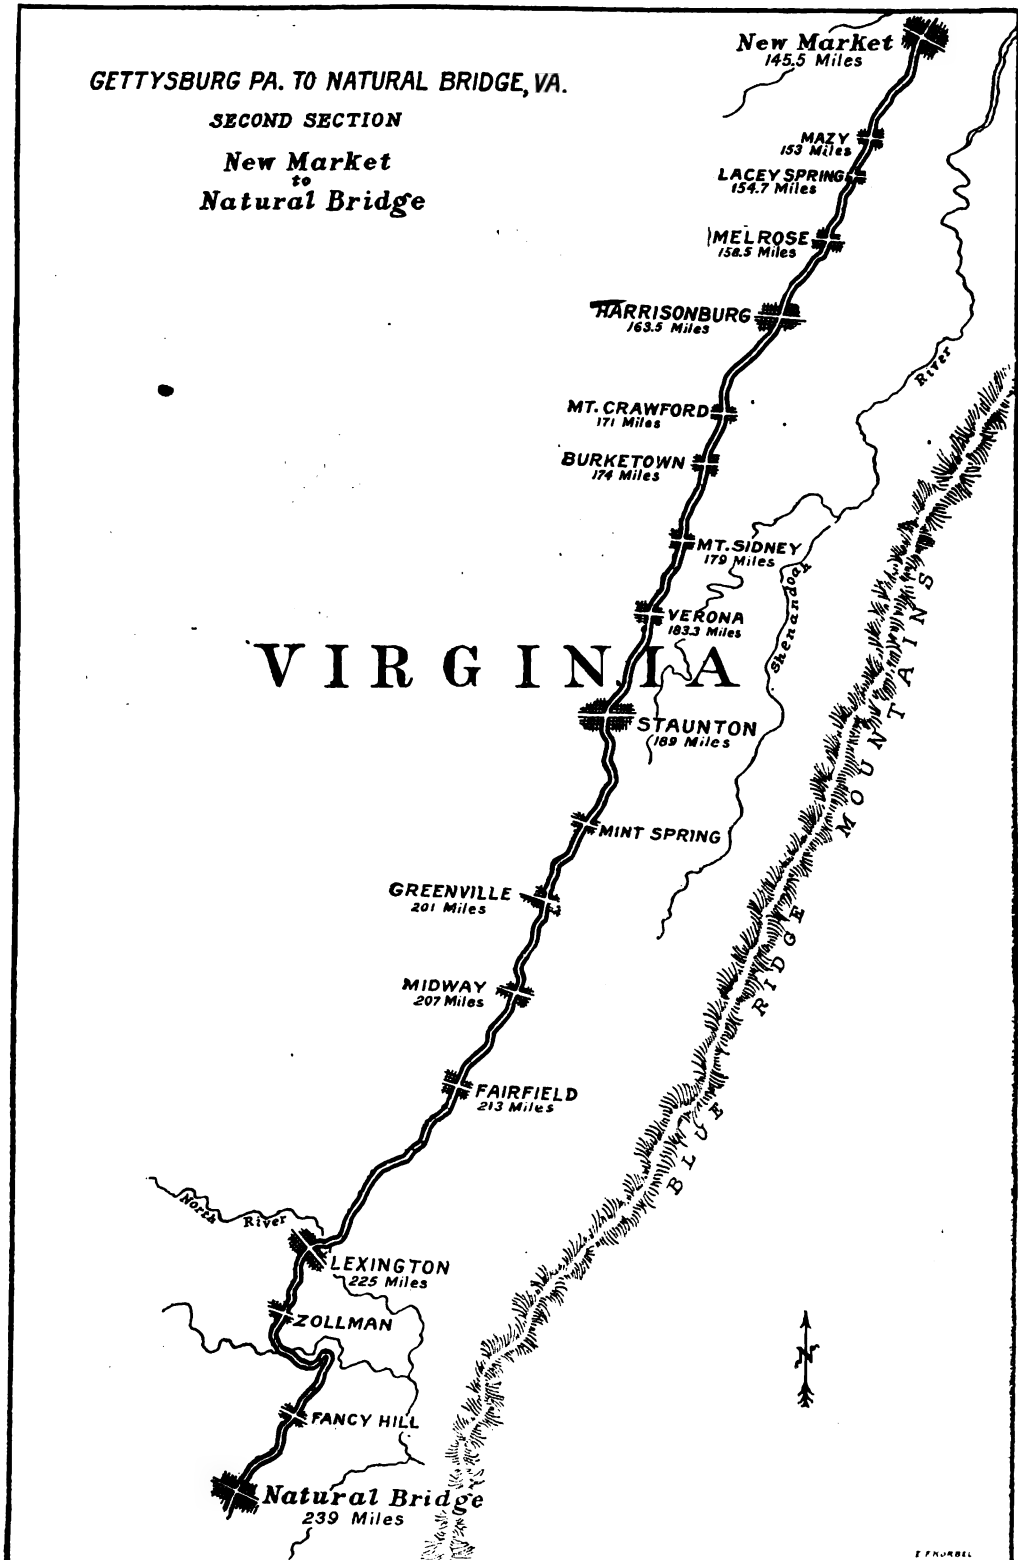 New Market
145.5 Miles
GETTYSBURG PA. TO NATURAL BRIDGE, VA.
SECOND SECTION
New Market
to
Natural Bridge
MAZY
153 Miles
LACEY SPRING
154.7 Miles
MELROSE
158.5 Miles
HARRISONBURG
163.5 Miles
River
MT. CRAWFORD
171 Miles
BURKETOWN
174 Miles
MT. SIDNEY
179 Miles
Shenandoah
VERONA
183.3 Miles
VIRGINIA
STAUNTON
189 Miles
MINT SPRING
GREENVILLE
201 Miles
MIDWAY
207 Miles
BLUE RIDGE MOUNTAINS
FAIRFIELD
213 Miles
North River
LEXINGTON
225 Miles
ZOLLMAN
N
FANCY HILL
Natural Bridge
239 Miles